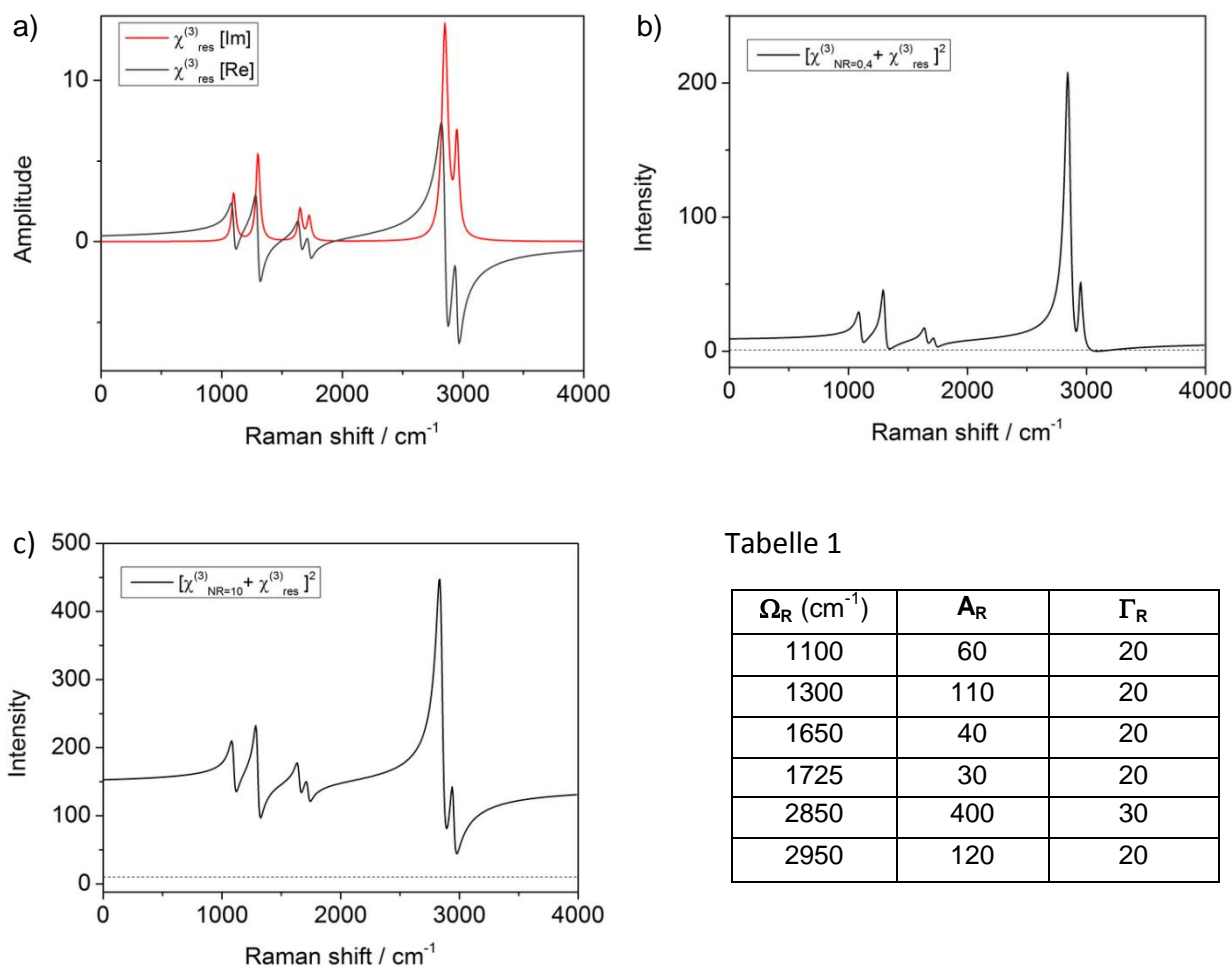 a)
χ(3)res [Im]
χ(3)res [Re]
10
0
Amplitude
0 1000 2000 3000 4000
Raman shift / cm-1
b)
[χ(3)NR=0,4 + χ(3)res ]2
200
100
0
Intensity
0 1000 2000 3000 4000
Raman shift / cm-1
c)
[χ(3)NR=10 + χ(3)res ]2
500
400
300
200
100
0
Intensity
0 1000 2000 3000 4000
Raman shift / cm-1
Tabelle 1
ΩR (cm-1) AR ΓR
1100 60 20
1300 110 20
1650 40 20
1725 30 20
2850 400 30
2950 120 20